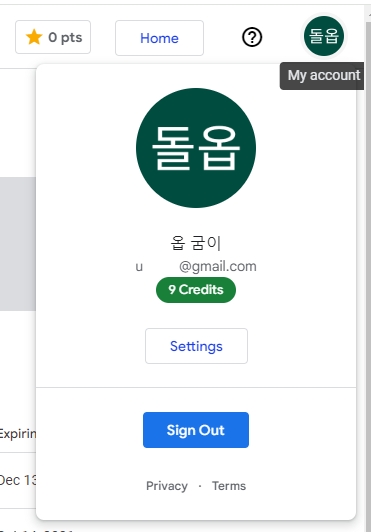 0 pts
Home
돌옵
My account
돌옵
옵 굼이
u @gmail.com
9 Credits
Settings
Expirin
Dec 13
Sign Out
Privacy · Terms